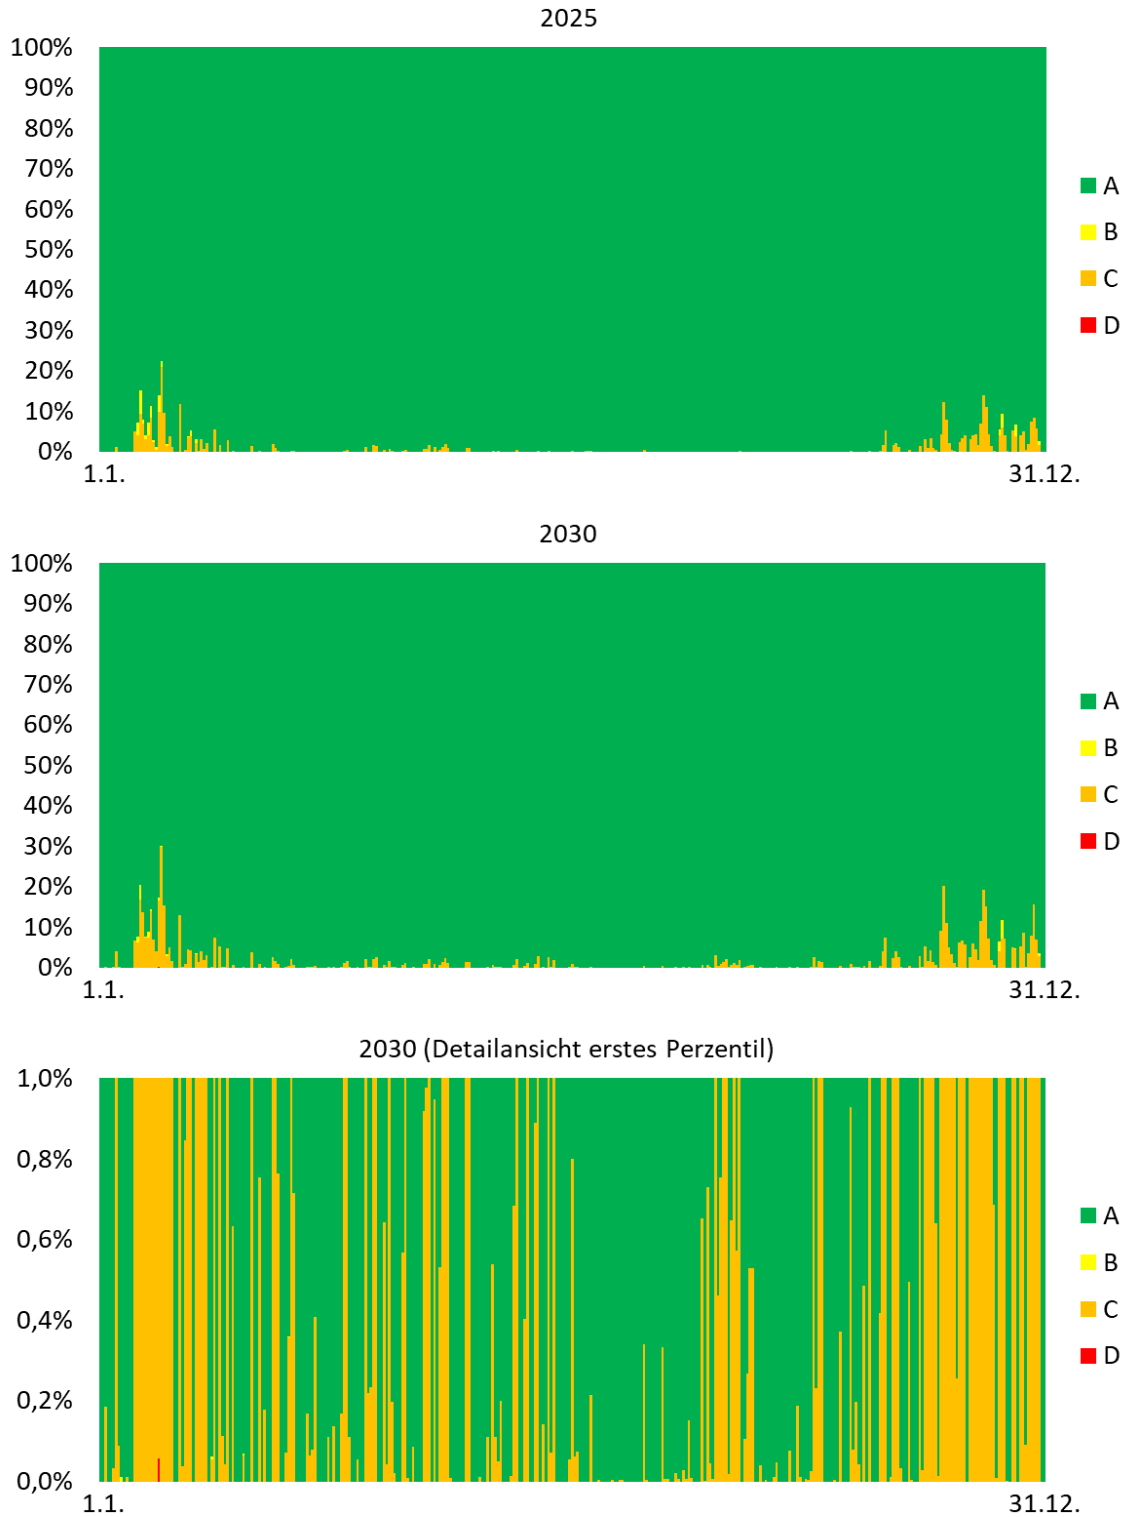 2025
100%
90%
80%
70%
60%
50%
40%
30%
20%
10%
0%
1.1.
31.12.
A
B
C
D
2030
100%
90%
80%
70%
60%
50%
40%
30%
20%
10%
0%
1.1.
31.12.
A
B
C
D
2030 (Detailansicht erstes Perzentil)
1,0%
0,8%
0,6%
0,4%
0,2%
0,0%
1.1.
31.12.
A
B
C
D